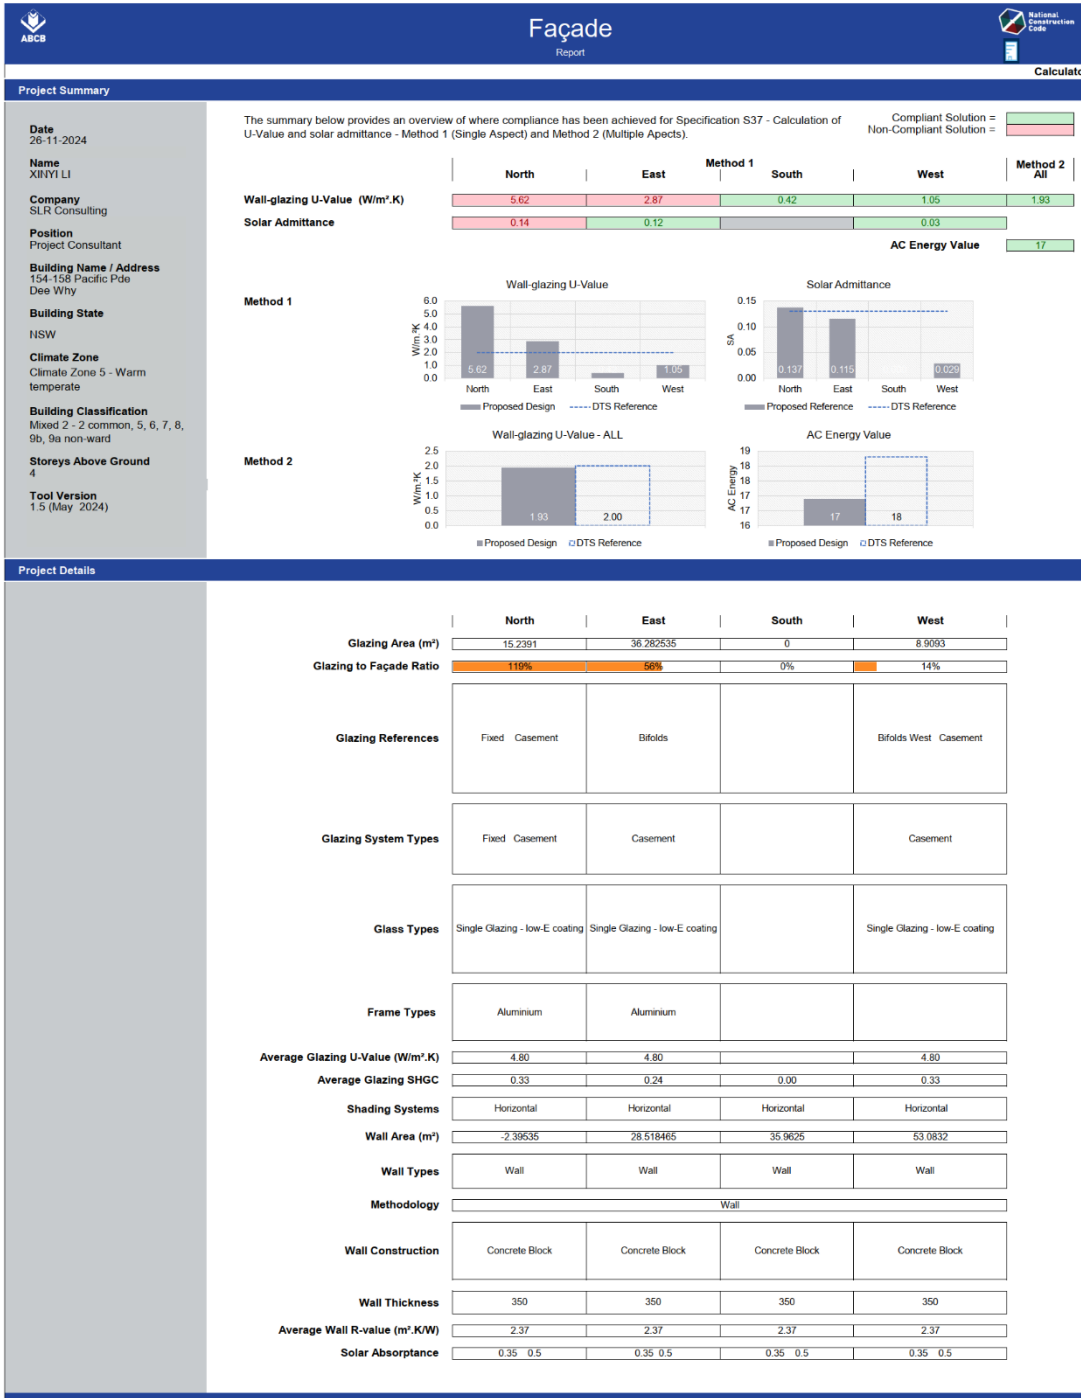 ABCB
Façade
Report
National
Construction
Code
Calculato
Project Summary
Date
26-11-2024
Name
XINYI LI
Company
SLR Consulting
Position
Project Consultant
Building Name / Address
154-158 Pacific Pde
Dee Why
Building State
NSW
Climate Zone
Climate Zone 5 - Warm
temperate
Building Classification
Mixed 2 - 2 common, 5, 6, 7, 8,
9b, 9a non-ward
Storeys Above Ground
4
Tool Version
1.5 (May 2024)
The summary below provides an overview of where compliance has been achieved for Specification S37 - Calculation of
U-Value and solar admittance - Method 1 (Single Aspect) and Method 2 (Multiple Apects).
Compliant Solution =
Non-Compliant Solution =
Method 1 Method 2
North East South West All
Wall-glazing U-Value (W/m².K) 5.62 2.87 0.42 1.05 1.93
Solar Admittance 0.14 0.12 0.03
AC Energy Value 17
Method 1
Wall-glazing U-Value
W/m.²K
6.0
5.0
4.0
3.0
2.0
1.0
0.0
5.62 2.87 1.05
North East South West
Proposed Design DTS Reference
Solar Admittance
SA
0.15
0.10
0.05
0.00
0.137 0.115 0.029
North East South West
Proposed Reference DTS Reference
Method 2
Wall-glazing U-Value - ALL
W/m.²K
2.5
2.0
1.5
1.0
0.5
0.0
1.93 2.00
Proposed Design DTS Reference
AC Energy Value
AC Energy
19
18
18
17
17
16
17 18
Proposed Design DTS Reference
Project Details
North East South West
Glazing Area (m²) 15.2391 36.282535 0 8.9093
Glazing to Façade Ratio 119% 56% 0% 14%
Glazing References Fixed Casement Bifolds Bifolds West Casement
Glazing System Types Fixed Casement Casement Casement
Glass Types Single Glazing - low-E coating Single Glazing - low-E coating Single Glazing - low-E coating
Frame Types Aluminium Aluminium
Average Glazing U-Value (W/m².K) 4.80 4.80 4.80
Average Glazing SHGC 0.33 0.24 0.00 0.33
Shading Systems Horizontal Horizontal Horizontal Horizontal
Wall Area (m²) -2.39535 28.518465 35.9625 53.0832
Wall Types Wall Wall Wall Wall
Methodology Wall
Wall Construction Concrete Block Concrete Block Concrete Block Concrete Block
Wall Thickness 350 350 350 350
Average Wall R-value (m².K/W) 2.37 2.37 2.37 2.37
Solar Absorptance 0.35 0.5 0.35 0.5 0.35 0.5 0.35 0.5